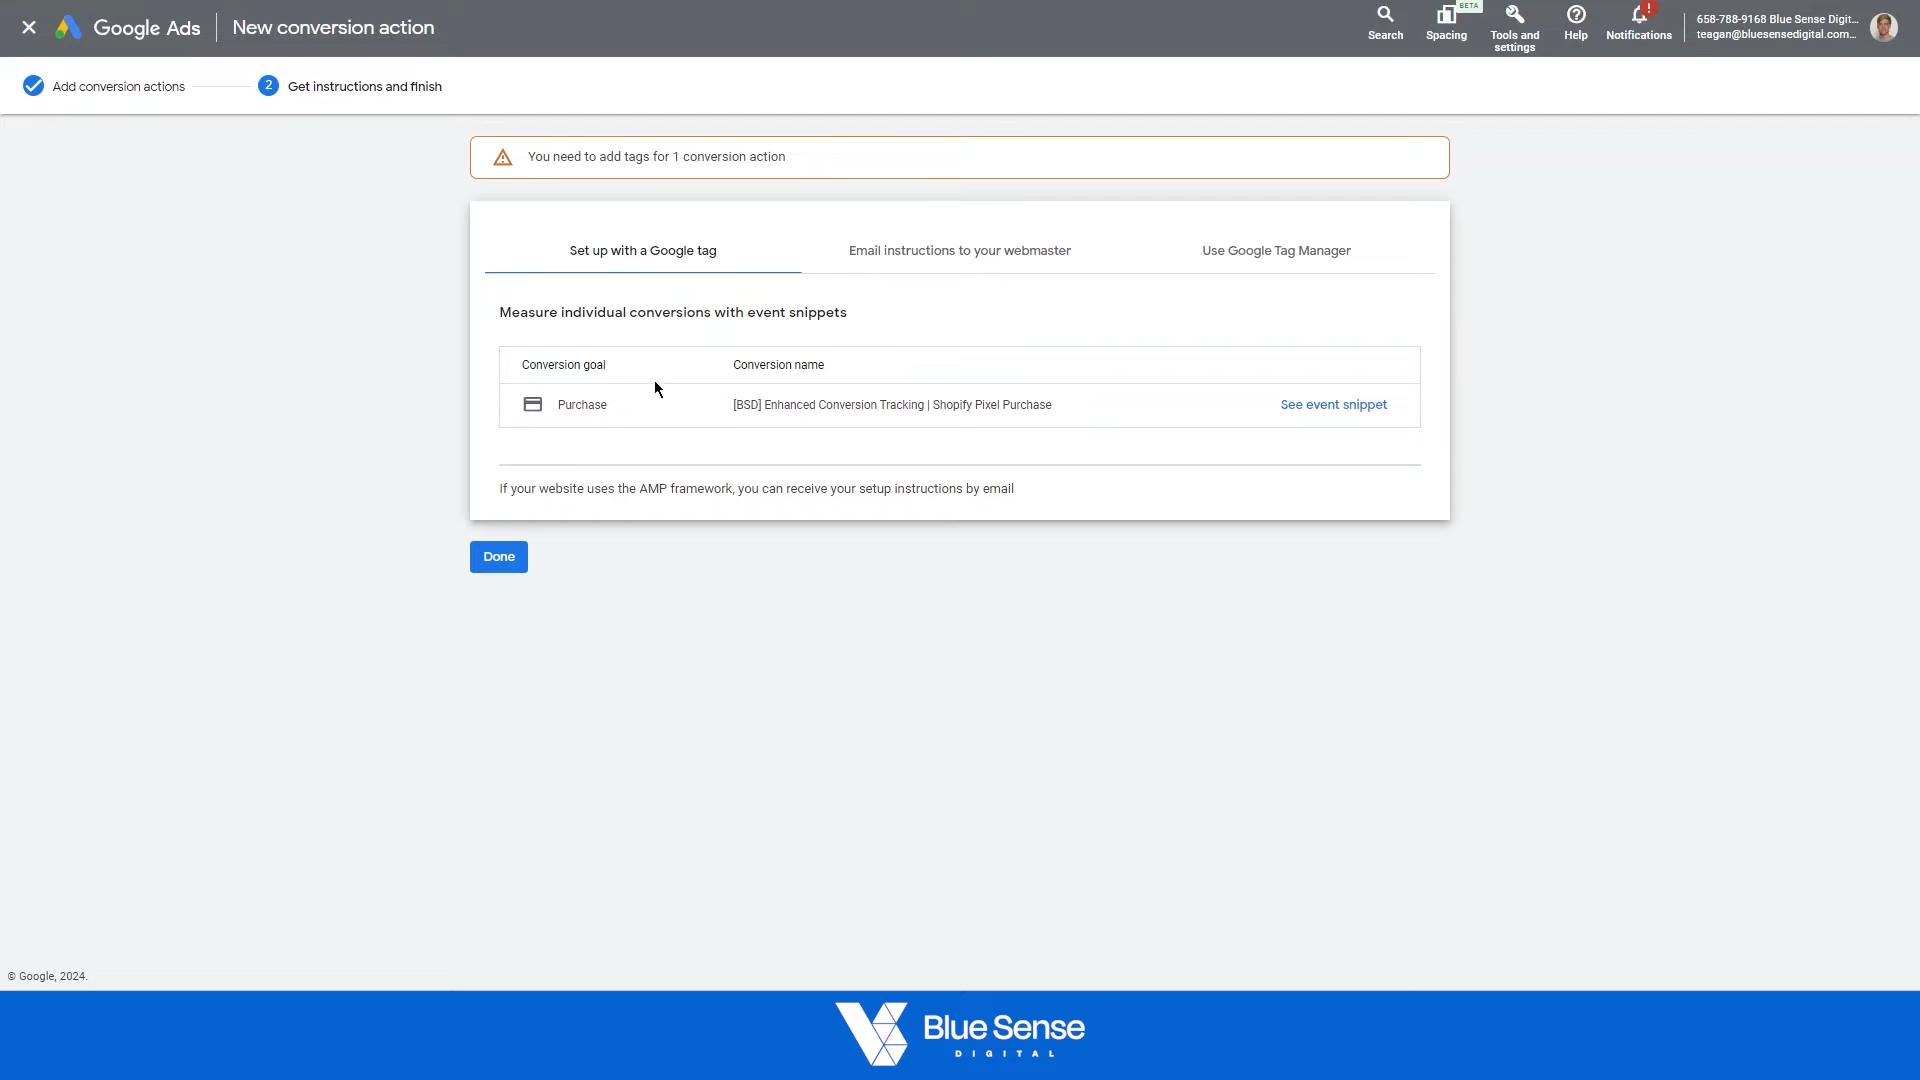 Google Ads
New conversion action
Search
BETA
Spacing
Tools and
settings
Help
!
Notifications
658-788-9168 Blue Sense Digit...
teagan@bluesensedigital.com...
Add conversion actions
2 Get instructions and finish
You need to add tags for 1 conversion action
Set up with a Google tag
Email instructions to your webmaster
Use Google Tag Manager
Measure individual conversions with event snippets
Conversion goal
Conversion name
Purchase
[BSD] Enhanced Conversion Tracking | Shopify Pixel Purchase
See event snippet
If your website uses the AMP framework, you can receive your setup instructions by email
Done
© Google, 2024.
Blue Sense
DIGITAL